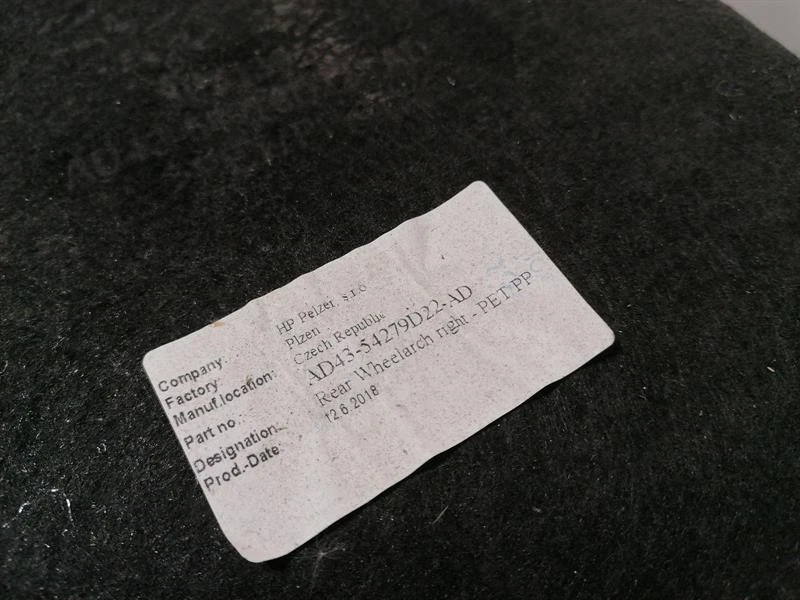 Company: HP Pelzer s.r.o
Factory: Plzen
Manuf.location: Czech Republic
Part no.: AD43-54279D22-AD
Designation: Rear Wheelarch right - PET/PP
Prod.-Date: 12.6.2018